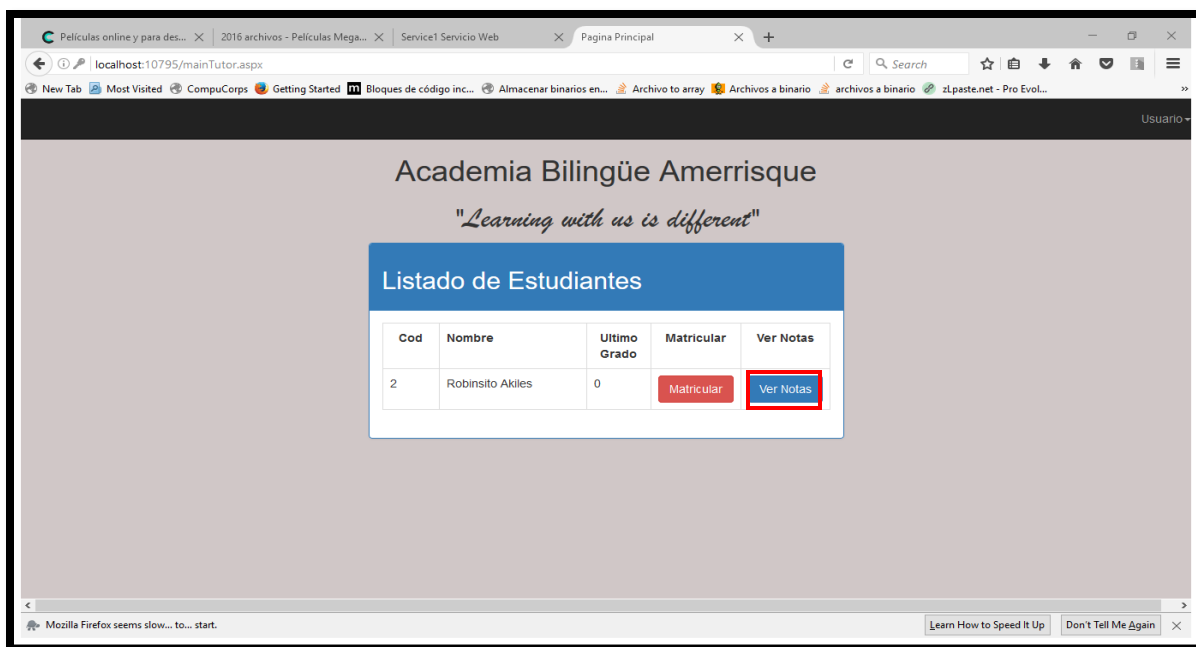 Películas online y para des... 2016 archivos - Películas Mega... Service1 Servicio Web Pagina Principal
localhost:10795/mainTutor.aspx Search
New Tab Most Visited CompuCorps Getting Started Bloques de código inc... Almacenar binarios en... Archivo to array Archivos a binario archivos a binario zLpaste.net - Pro Evol... »
Usuario
Academia Bilingüe Amerrisque
"Learning with us is different"
Listado de Estudiantes
Cod Nombre Ultimo Grado Matricular Ver Notas
2 Robinsito Akiles 0 Matricular Ver Notas
Mozilla Firefox seems slow... to... start. Learn How to Speed It Up Don't Tell Me Again